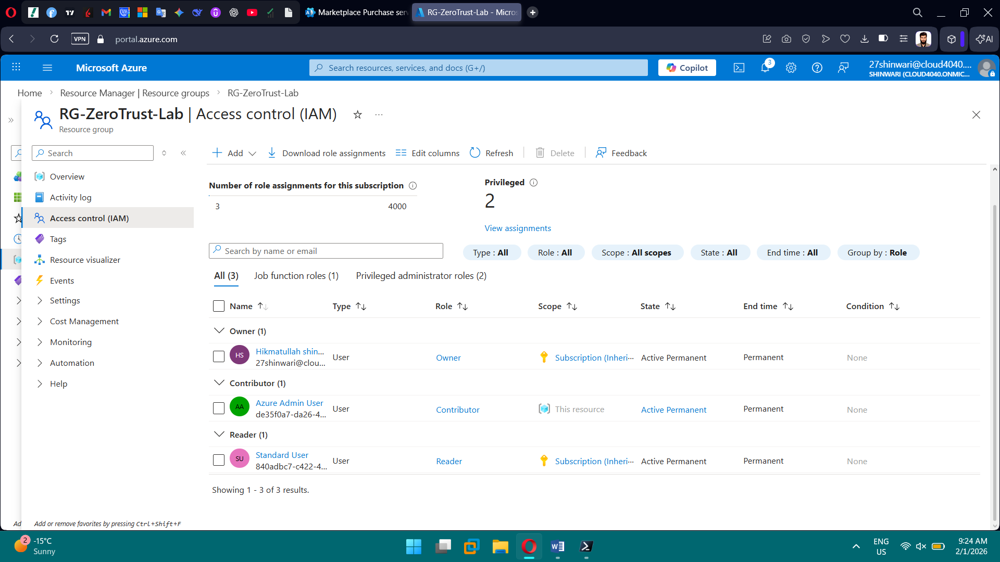 Marketplace Purchase serv
RG-ZeroTrust-Lab - Micros
VPN
portal.azure.com
AI
Microsoft Azure
Search resources, services, and docs (G+/)
Copilot
3
27shinwari@cloud4040....
SHINWARI (CLOUD4040.ONMIC...
Home
Resource Manager | Resource groups
RG-ZeroTrust-Lab
RG-ZeroTrust-Lab | Access control (IAM)
...
Resource group
Search
Add
Download role assignments
Edit columns
Refresh
Delete
Feedback
Overview
Activity log
Access control (IAM)
Tags
Resource visualizer
Events
Settings
Cost Management
Monitoring
Automation
Help
Number of role assignments for this subscription
3
4000
Privileged
2
View assignments
Search by name or email
Type : All
Role : All
Scope : All scopes
State : All
End time : All
Group by : Role
All (3)
Job function roles (1)
Privileged administrator roles (2)
Name
Type
Role
Scope
State
End time
Condition
Owner (1)
HS
Hikmatullah shin...
27shinwari@clou...
User
Owner
Subscription (Inheri...
Active Permanent
Permanent
None
Contributor (1)
AA
Azure Admin User
de35f0a7-da26-4...
User
Contributor
This resource
Active Permanent
Permanent
None
Reader (1)
SU
Standard User
840adbc7-c422-4...
User
Reader
Subscription (Inheri...
Active Permanent
Permanent
None
Showing 1 - 3 of 3 results.
Ad
Add or remove favorites by pressing Ctrl+Shift+F
2
-15°C
Sunny
ENG
US
9:24 AM
2/1/2026